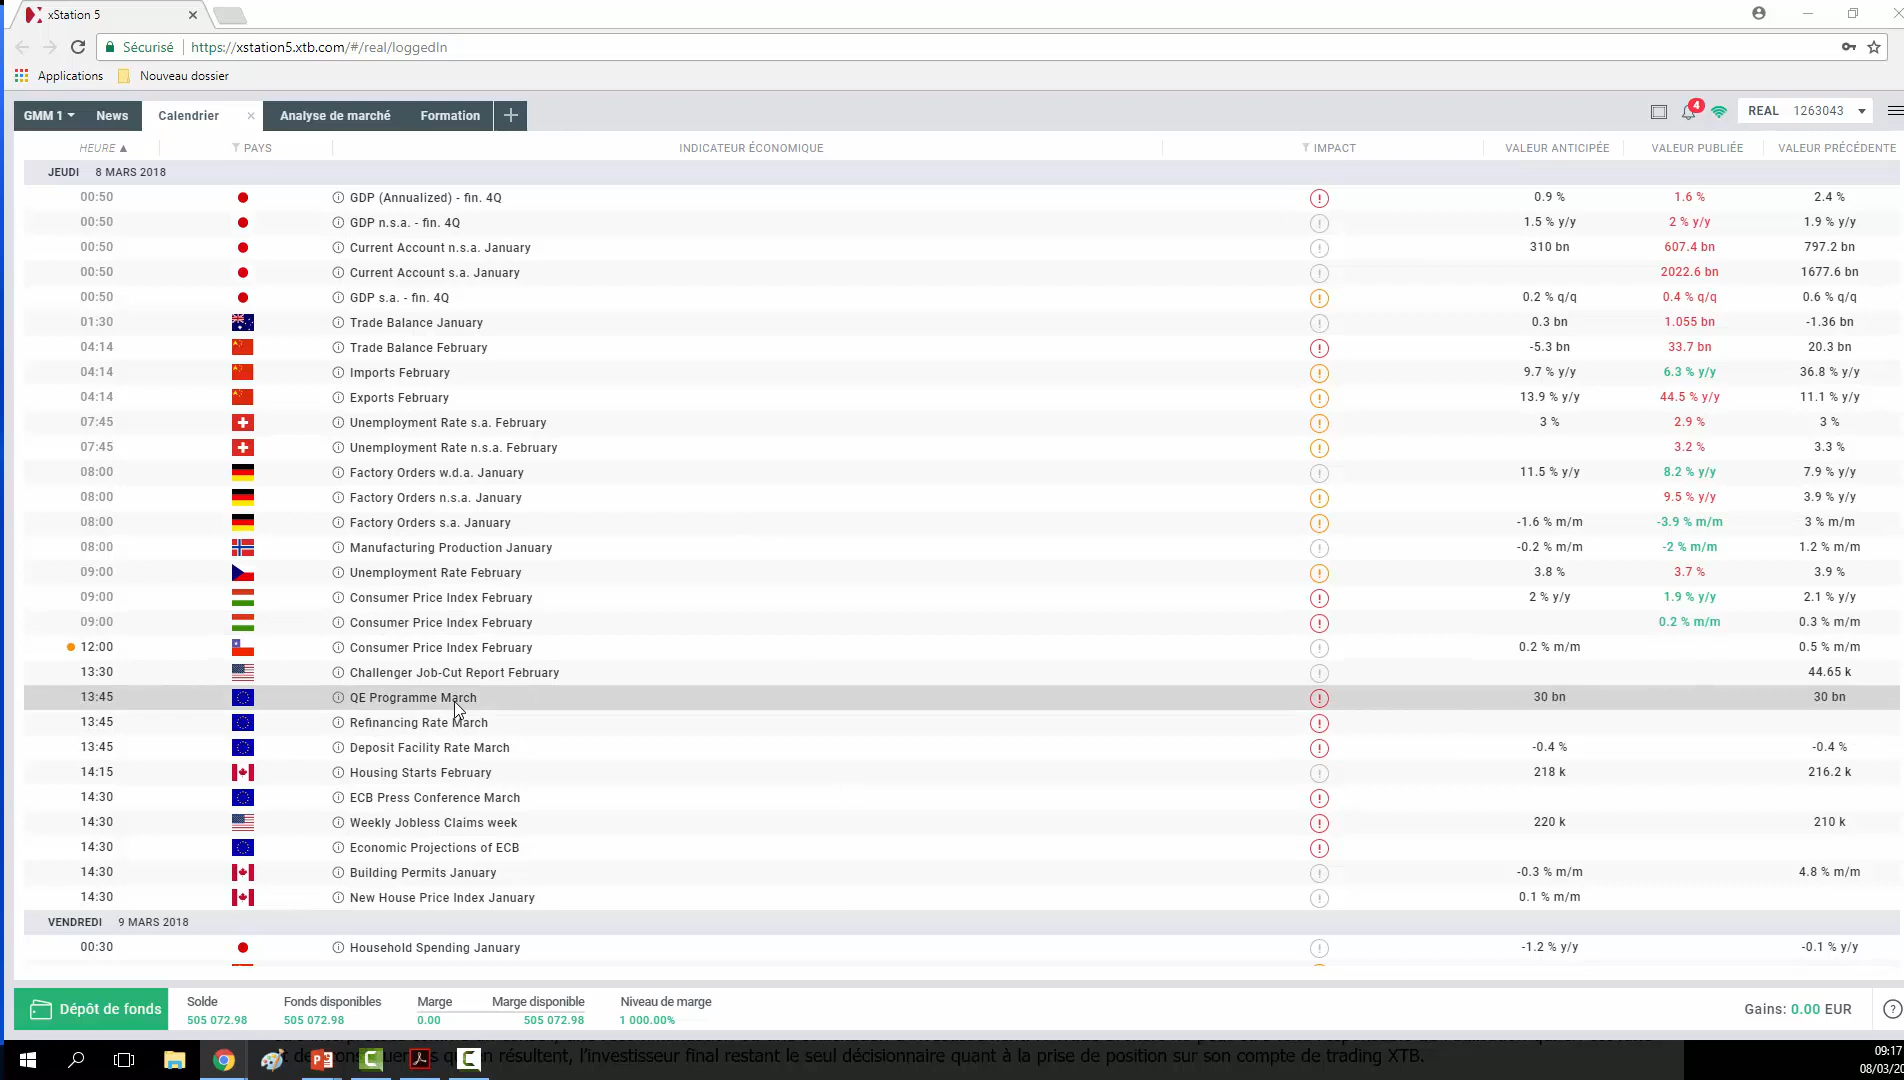 xStation 5
Sécurisé https://xstation5.xtb.com/#/real/loggedIn
Applications Nouveau dossier
GMM 1 News Calendrier Analyse de marché Formation 4 REAL 1263043
HEURE PAYS INDICATEUR ÉCONOMIQUE IMPACT VALEUR ANTICIPÉE VALEUR PUBLIÉE VALEUR PRÉCÉDENTE
JEUDI 8 MARS 2018
00:50 GDP (Annualized) - fin. 4Q 0.9 % 1.6 % 2.4 %
00:50 GDP n.s.a. - fin. 4Q 1.5 % y/y 2 % y/y 1.9 % y/y
00:50 Current Account n.s.a. January 310 bn 607.4 bn 797.2 bn
00:50 Current Account s.a. January 2022.6 bn 1677.6 bn
00:50 GDP s.a. - fin. 4Q 0.2 % q/q 0.4 % q/q 0.6 % q/q
01:30 Trade Balance January 0.3 bn 1.055 bn -1.36 bn
04:14 Trade Balance February -5.3 bn 33.7 bn 20.3 bn
04:14 Imports February 9.7 % y/y 6.3 % y/y 36.8 % y/y
04:14 Exports February 13.9 % y/y 44.5 % y/y 11.1 % y/y
07:45 Unemployment Rate s.a. February 3 % 2.9 % 3 %
07:45 Unemployment Rate n.s.a. February 3.2 % 3.3 %
08:00 Factory Orders w.d.a. January 11.5 % y/y 8.2 % y/y 7.9 % y/y
08:00 Factory Orders n.s.a. January 9.5 % y/y 3.9 % y/y
08:00 Factory Orders s.a. January -1.6 % m/m -3.9 % m/m 3 % m/m
08:00 Manufacturing Production January -0.2 % m/m -2 % m/m 1.2 % m/m
09:00 Unemployment Rate February 3.8 % 3.7 % 3.9 %
09:00 Consumer Price Index February 2 % y/y 1.9 % y/y 2.1 % y/y
09:00 Consumer Price Index February 0.2 % m/m 0.3 % m/m
12:00 Consumer Price Index February 0.2 % m/m 0.5 % m/m
13:30 Challenger Job-Cut Report February 44.65 k
13:45 QE Programme March 30 bn 30 bn
13:45 Refinancing Rate March
13:45 Deposit Facility Rate March -0.4 % -0.4 %
14:15 Housing Starts February 218 k 216.2 k
14:30 ECB Press Conference March
14:30 Weekly Jobless Claims week 220 k 210 k
14:30 Economic Projections of ECB
14:30 Building Permits January -0.3 % m/m 4.8 % m/m
14:30 New House Price Index January 0.1 % m/m
VENDREDI 9 MARS 2018
00:30 Household Spending January -1.2 % y/y -0.1 % y/y
Dépôt de fonds Solde Fonds disponibles Marge Marge disponible Niveau de marge Gains: 0.00 EUR
505 072.98 505 072.98 0.00 505 072.98 1 000.00%
résultent, l'investisseur final restant le seul décisionnaire quant à la prise de position sur son compte de trading XTB.
09:17
08/03/20